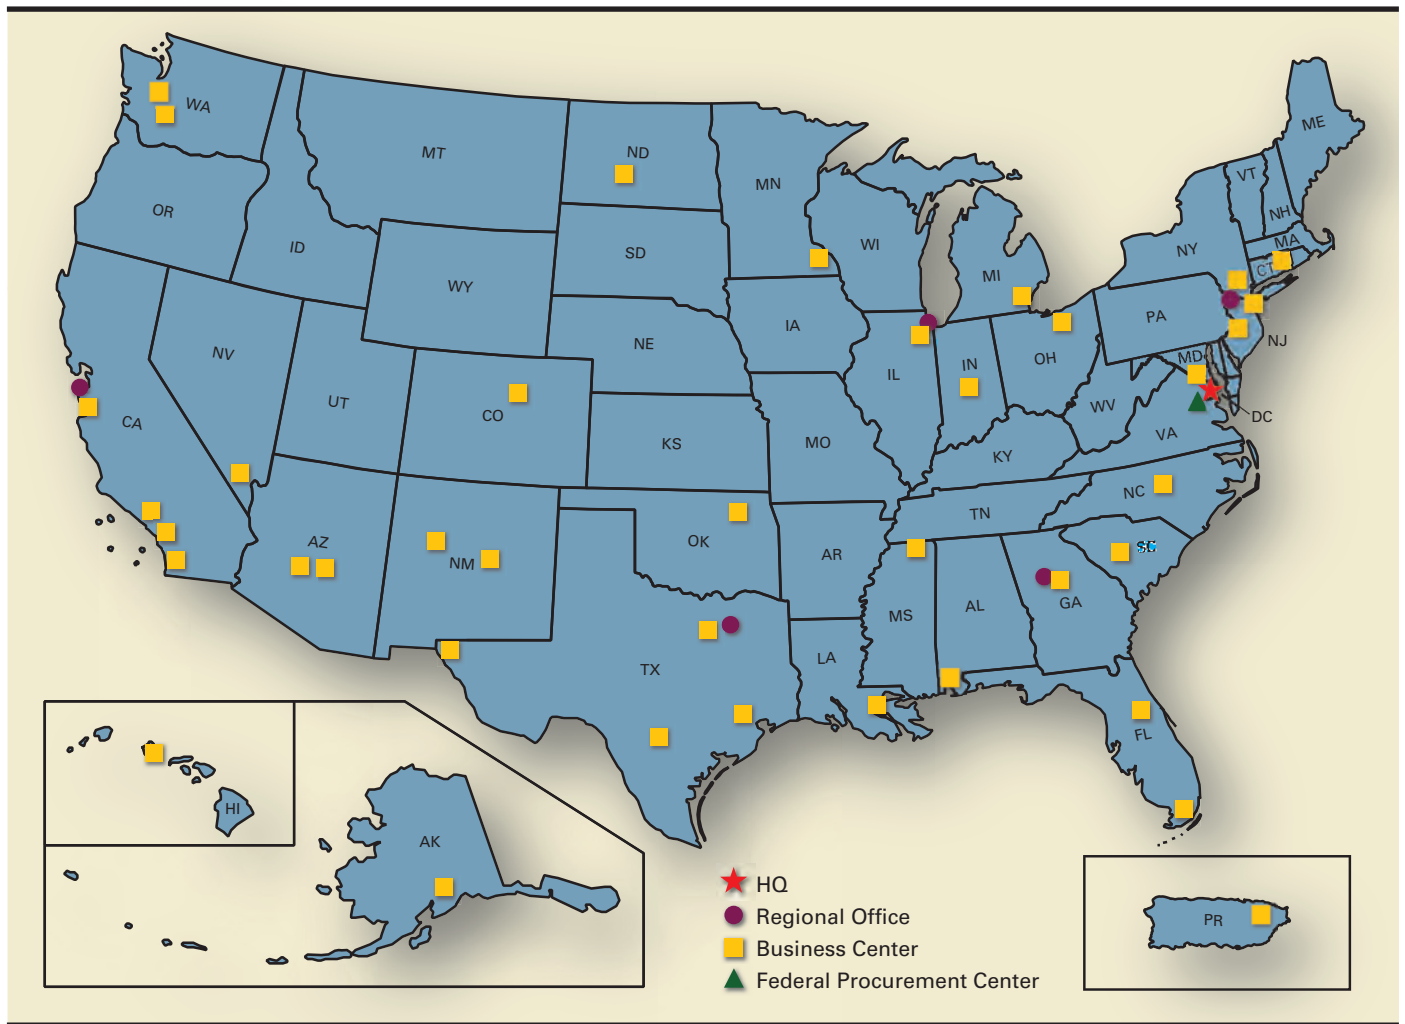 WA
MT
ND
MN
OR
ID
SD
WI
MI
WY
NY
VT
NH
ME
MA
CT
NV
UT
CO
NE
IA
IL
IN
OH
PA
NJ
MD
DC
CA
KS
MO
KY
WV
VA
AZ
NM
OK
AR
TN
NC
TX
LA
MS
AL
GA
FL
HI
AK
PR
HQ
Regional Office
Business Center
Federal Procurement Center